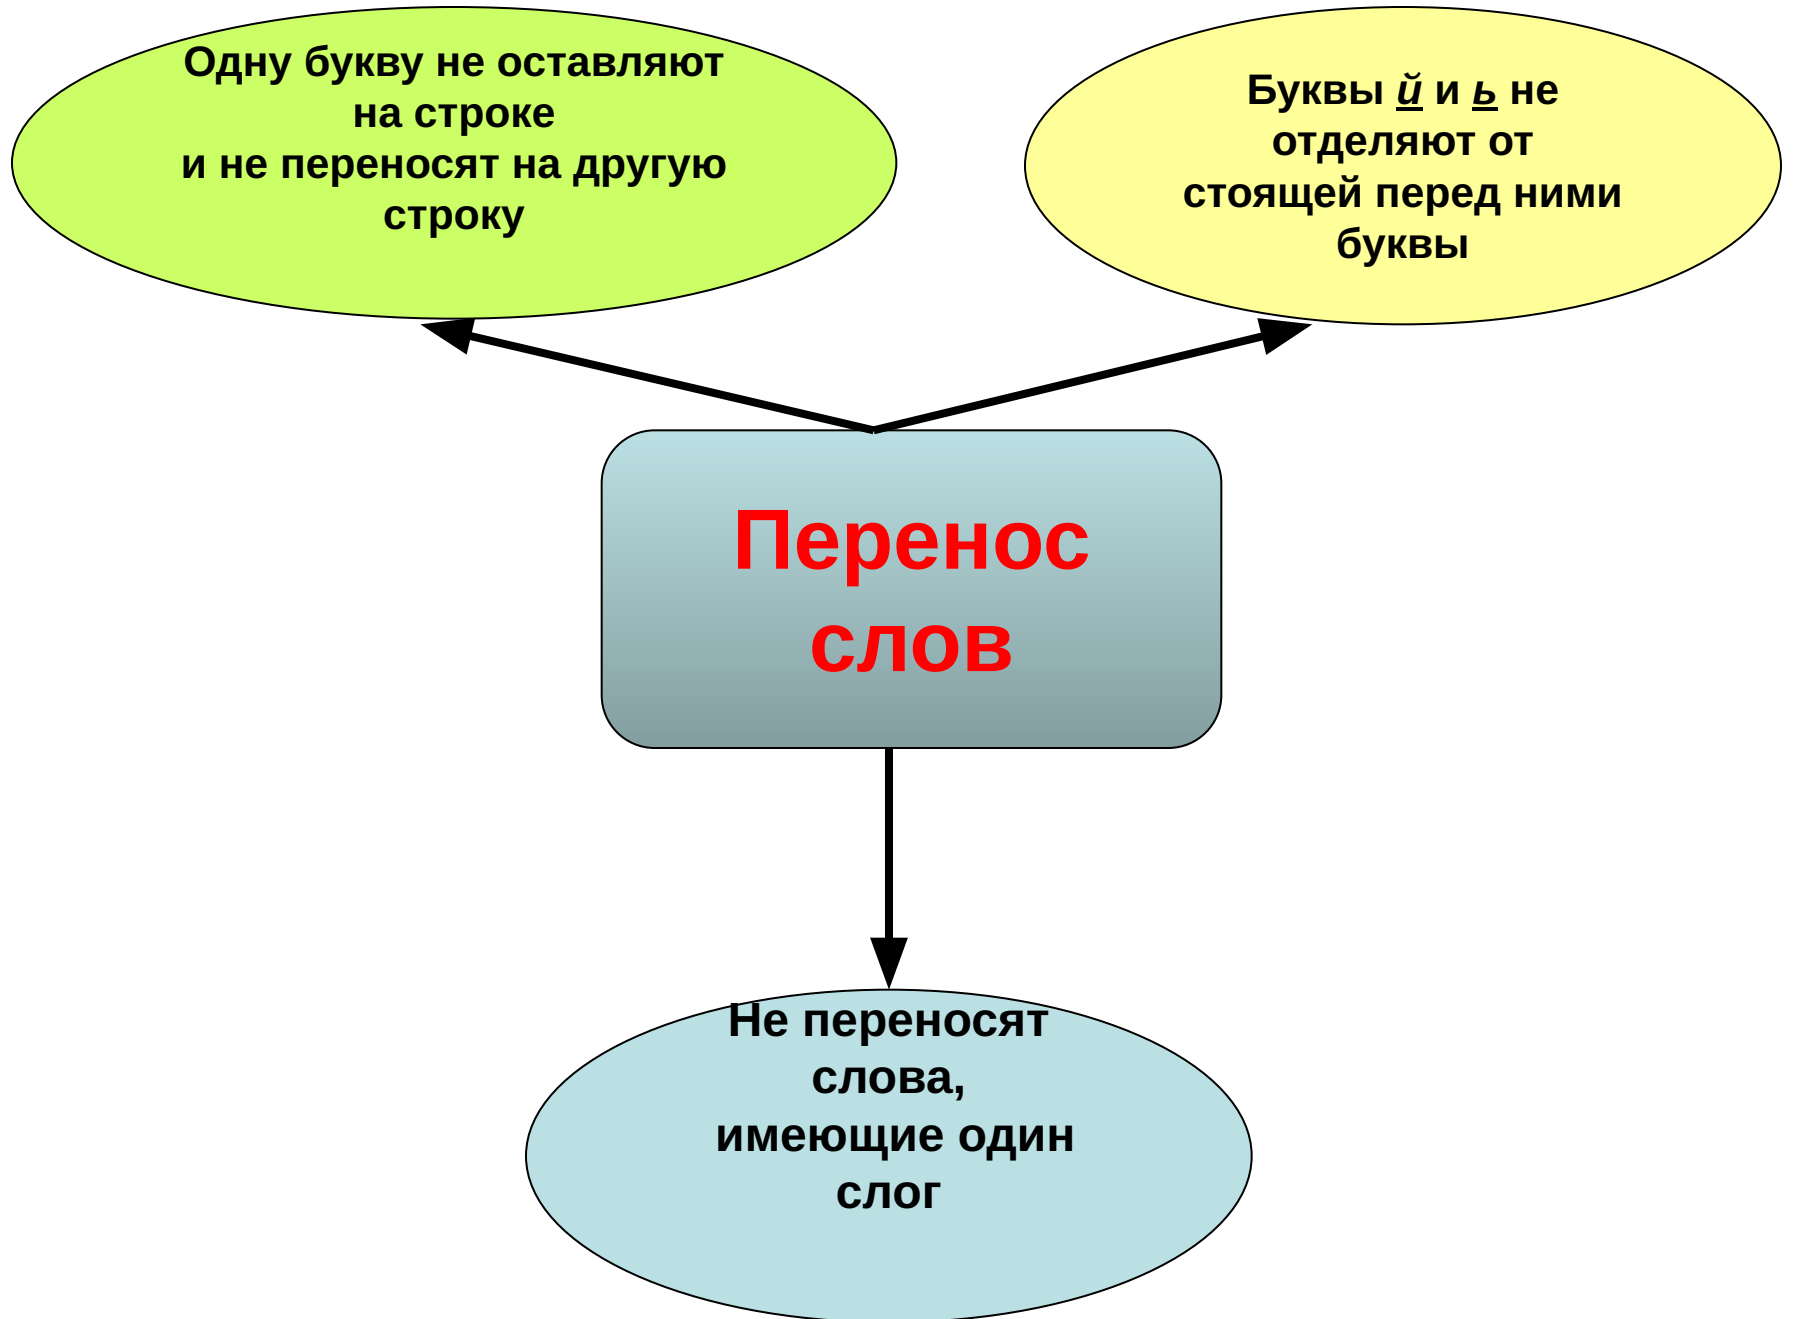 Одну букву не оставляют
на строке
и не переносят на другую
строку
Буквы й и ь не
отделяют от
стоящей перед ними
буквы
Перенос
слов
Не переносят
слова,
имеющие один
слог